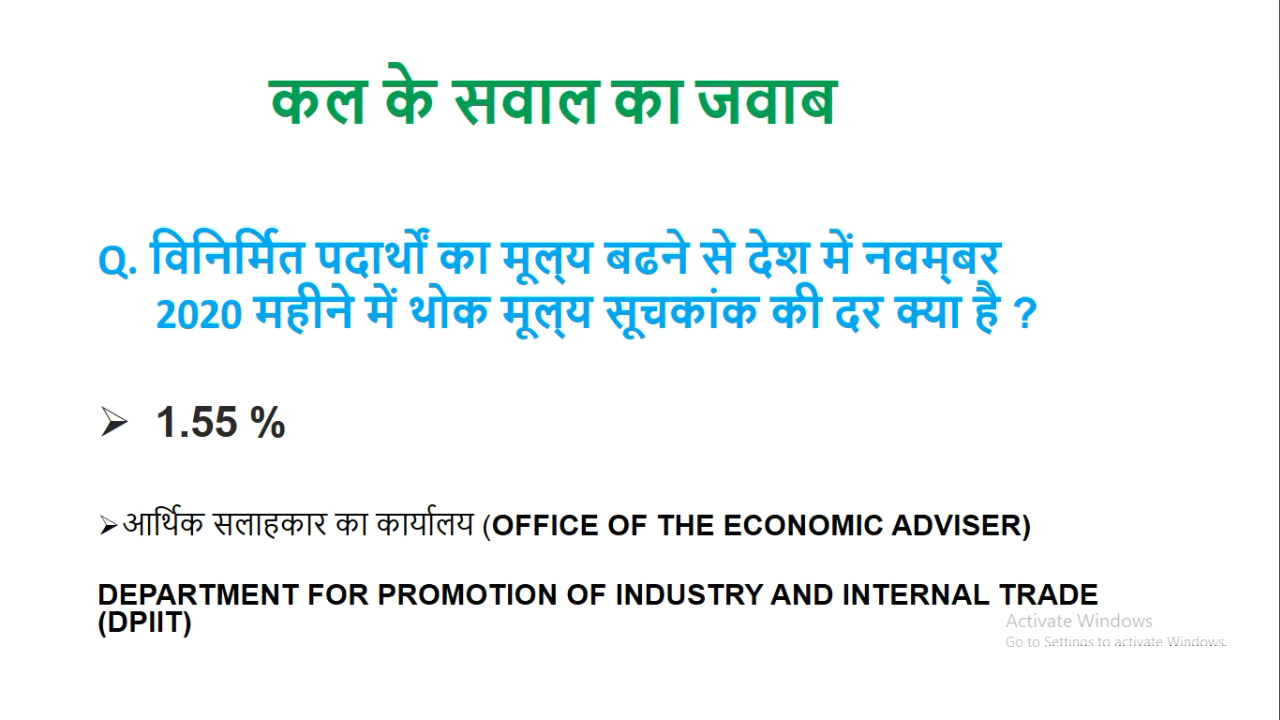 कल के सवाल का जवाब
Q. विनिर्मित पदार्थों का मूल्य बढने से देश में नवम्बर
2020 महीने में थोक मूल्य सूचकांक की दर क्या है ?
➢ 1.55 %
➢आर्थिक सलाहकार का कार्यालय (OFFICE OF THE ECONOMIC ADVISER)
DEPARTMENT FOR PROMOTION OF INDUSTRY AND INTERNAL TRADE
(DPIIT)
Activate Windows
Go to Settings to activate Windows.